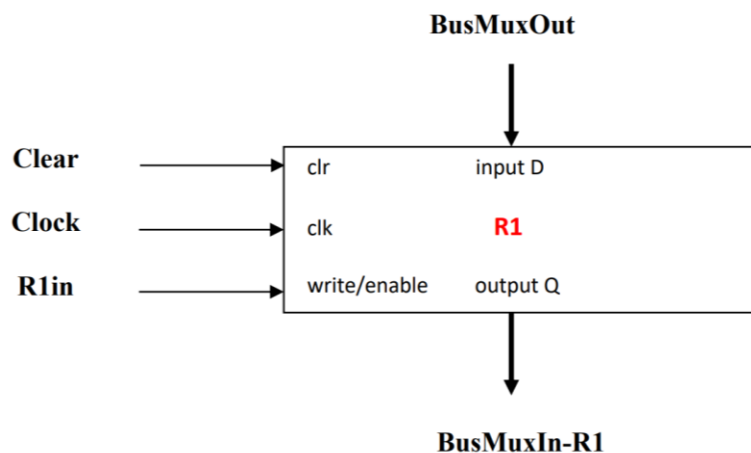 BusMuxOut
Clear
clr
input D
Clock
clk
R1
R1in
write/enable
output Q
BusMuxIn-R1